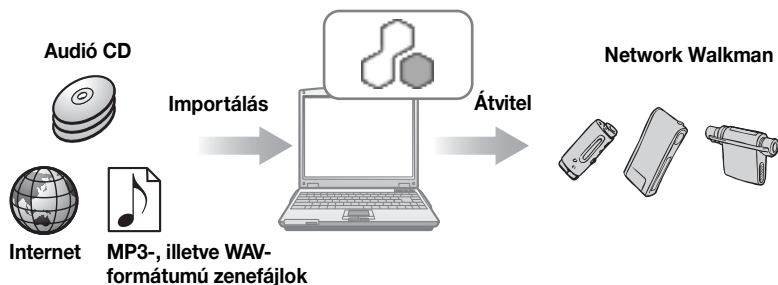 Audió CD
Network Walkman
Importálás
Átvitel
Internet
MP3-, illetve WAV-
formátumú zenefájlok